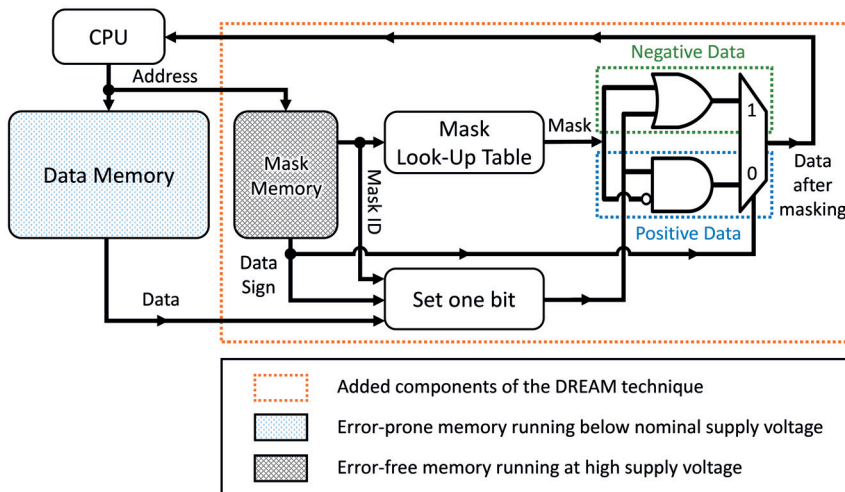 CPU
Address
Negative Data
Data Memory
Mask
Memory
Mask
Look-Up Table
Mask
1
0
Data
after
masking
Mask ID
Positive Data
Data
Sign
Data
Set one bit
Added components of the DREAM technique
Error-prone memory running below nominal supply voltage
Error-free memory running at high supply voltage